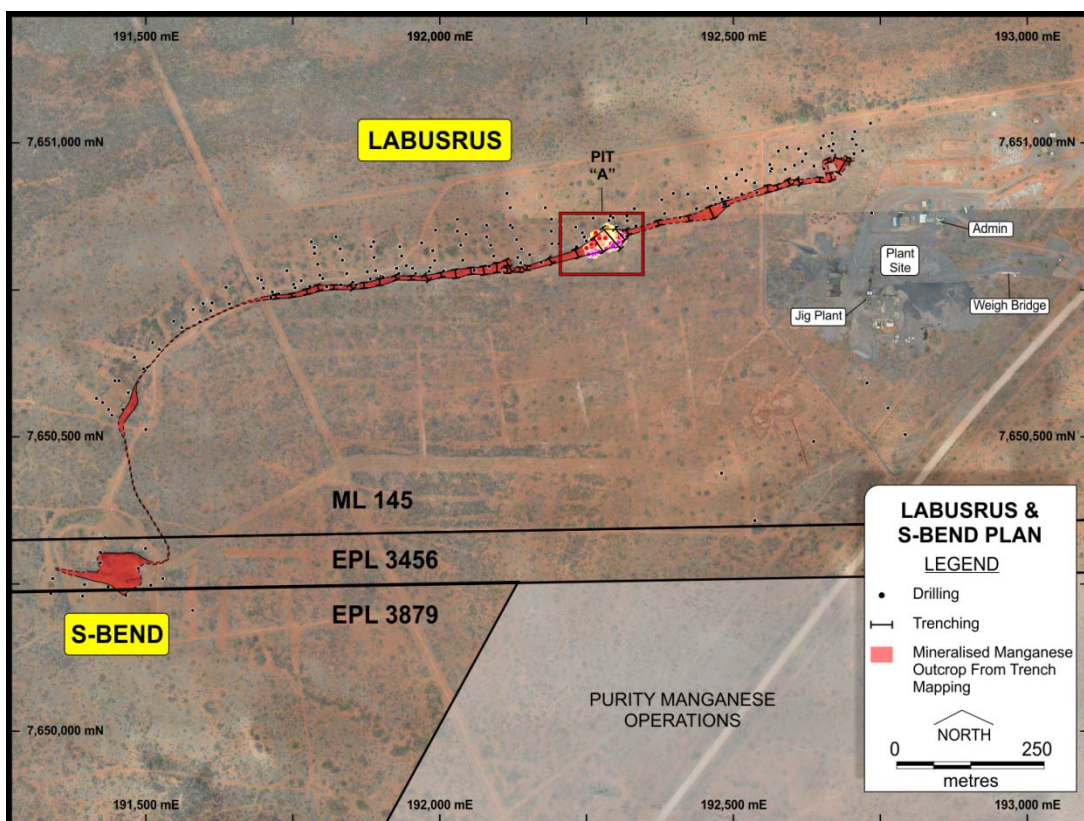 191,500 mE
192,000 mE
192,500 mE
193,000 mE
7,651,000 mN
LABUSRUS
PIT
"A"
7,651,000 mN
Admin
Plant
Site
Jig Plant
Weigh Bridge
7,650,500 mN
7,650,500 mN
ML 145
EPL 3456
EPL 3879
S-BEND
PURITY MANGANESE
OPERATIONS
7,650,000 mN
LABUSRUS &
S-BEND PLAN
LEGEND
Drilling
Trenching
Mineralised Manganese
Outcrop From Trench
Mapping
NORTH
0 250
metres
191,500 mE
192,000 mE
192,500 mE
193,000 mE